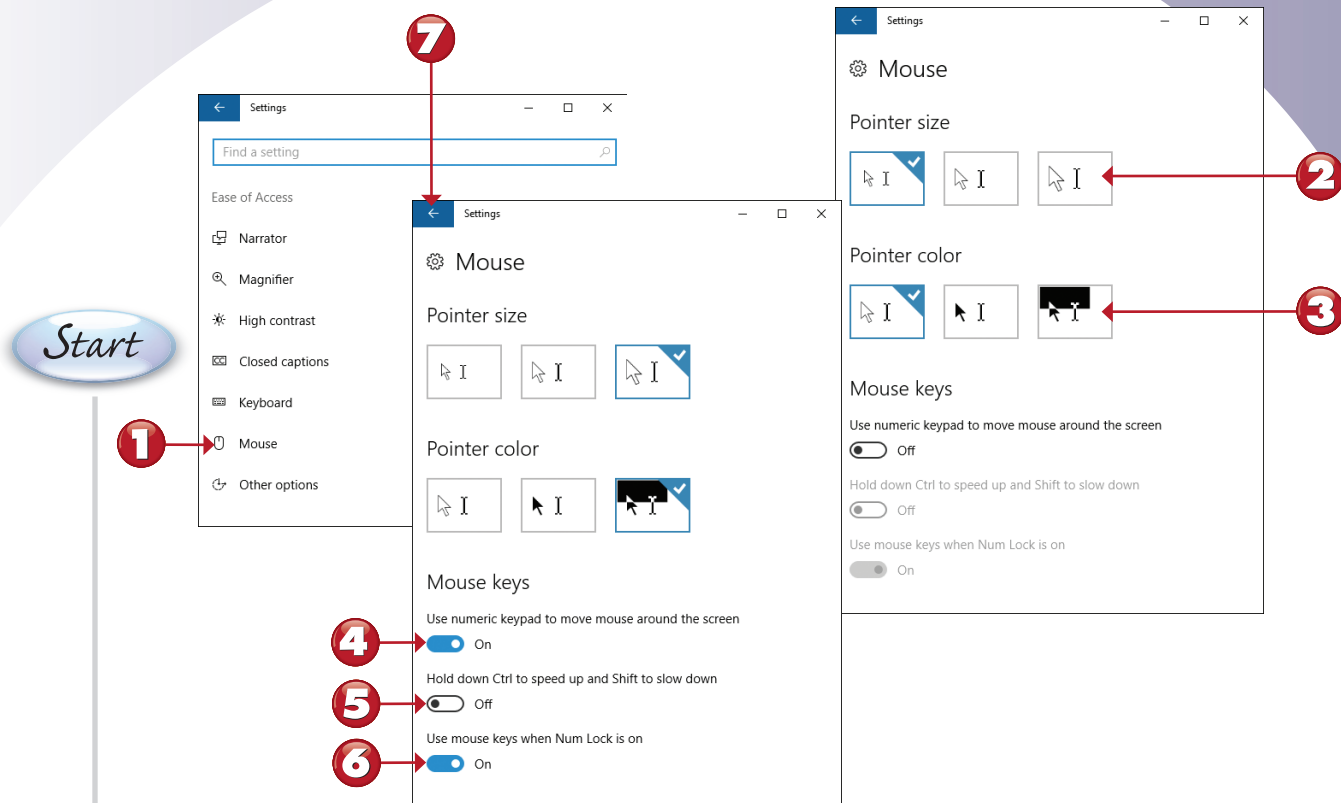 7
Settings
Find a setting
Ease of Access
Narrator
Magnifier
High contrast
Closed captions
Keyboard
Mouse
Other options
Start
1
Settings
Mouse
Pointer size
Pointer color
Mouse keys
Use numeric keypad to move mouse around the screen
4
On
Hold down Ctrl to speed up and Shift to slow down
5
Off
Use mouse keys when Num Lock is on
6
On
Settings
Mouse
Pointer size
2
Pointer color
3
Mouse keys
Use numeric keypad to move mouse around the screen
Off
Hold down Ctrl to speed up and Shift to slow down
Off
Use mouse keys when Num Lock is on
On